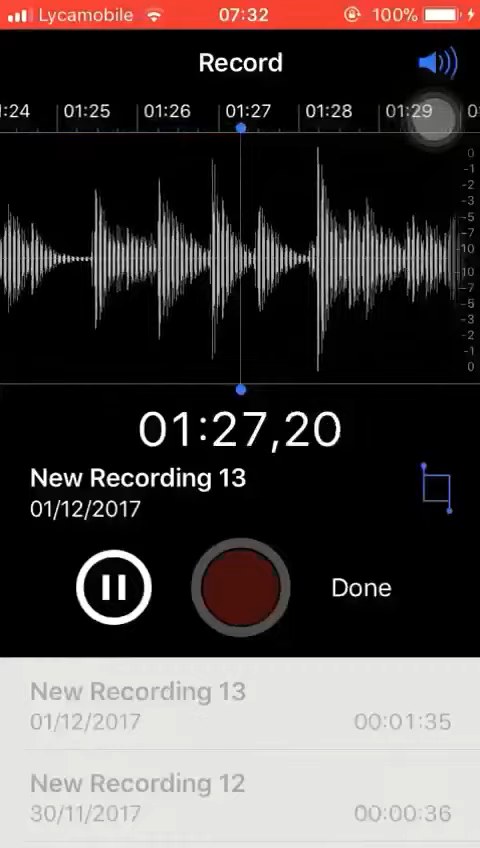 Lycamobile 07:32 100%
Record
1:24 01:25 01:26 01:27 01:28 01:29 0
0
-1
-2
-3
-5
-7
-10
-10
-7
-5
-3
-2
-1
0
01:27,20
New Recording 13
01/12/2017
Done
New Recording 13
01/12/2017 00:01:35
New Recording 12
30/11/2017 00:00:36